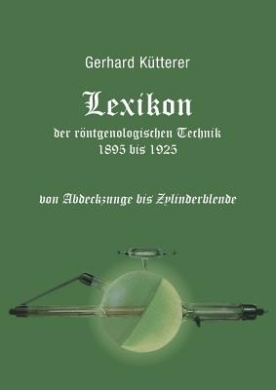 Gerhard Kütterer
Lexikon
der röntgenologischen Technik
1895 bis 1925
von Abdeckzunge bis Zylinderblende